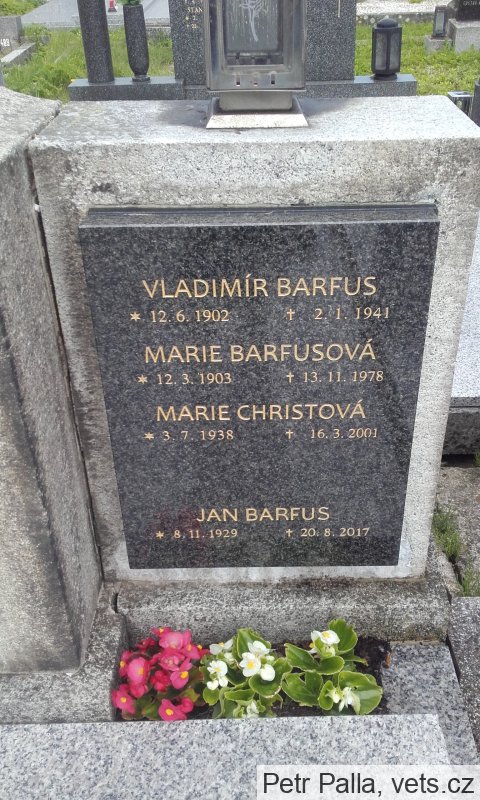 VLADIMÍR BARFUS
* 12. 6. 1902 † 2. 1. 1941
MARIE BARFUSOVÁ
* 12. 3. 1903 † 13. 11. 1978
MARIE CHRISTOVÁ
* 3. 7. 1938 † 16. 3. 2001
JAN BARFUS
* 8. 11. 1929 † 20. 8. 2017
Petr Palla, vets.cz